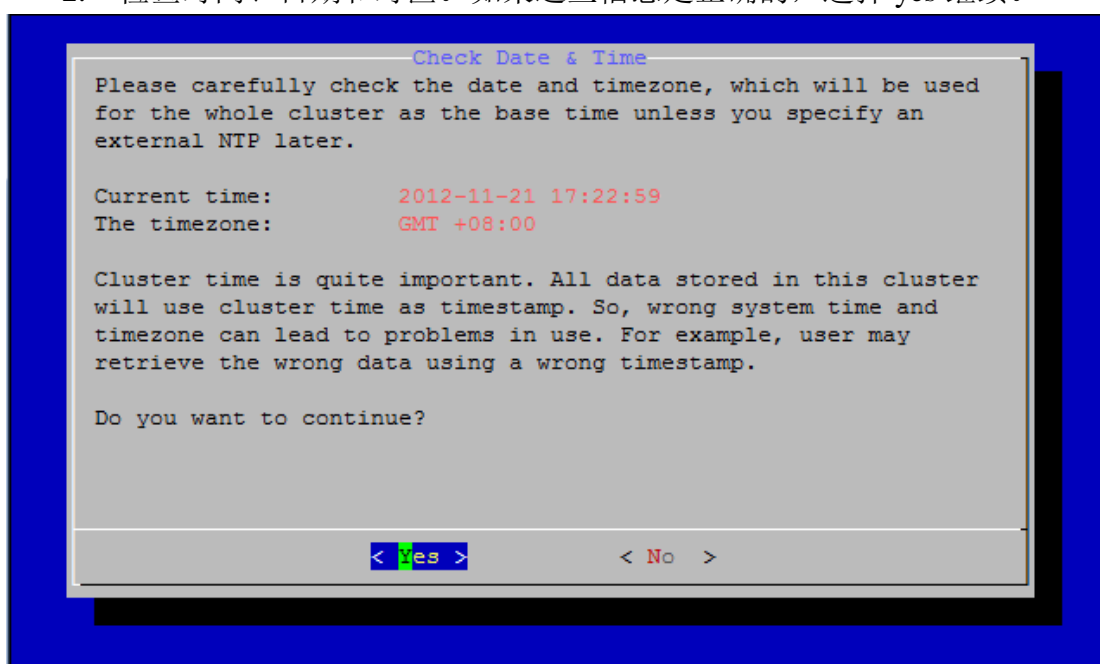 Check Date & Time
Please carefully check the date and timezone, which will be used
for the whole cluster as the base time unless you specify an
external NTP later.
Current time: 2012-11-21 17:22:59
The timezone: GMT +08:00
Cluster time is quite important. All data stored in this cluster
will use cluster time as timestamp. So, wrong system time and
timezone can lead to problems in use. For example, user may
retrieve the wrong data using a wrong timestamp.
Do you want to continue?
< Yes > < No >